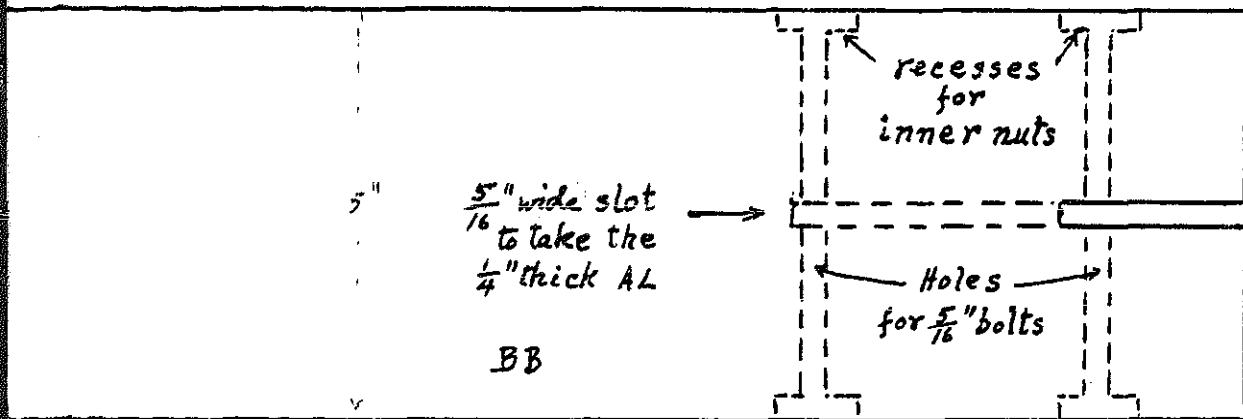 recesses
for
inner nuts
5"
5/16" wide slot
to take the
1/4" thick AL
Holes
for 5/16" bolts
BB